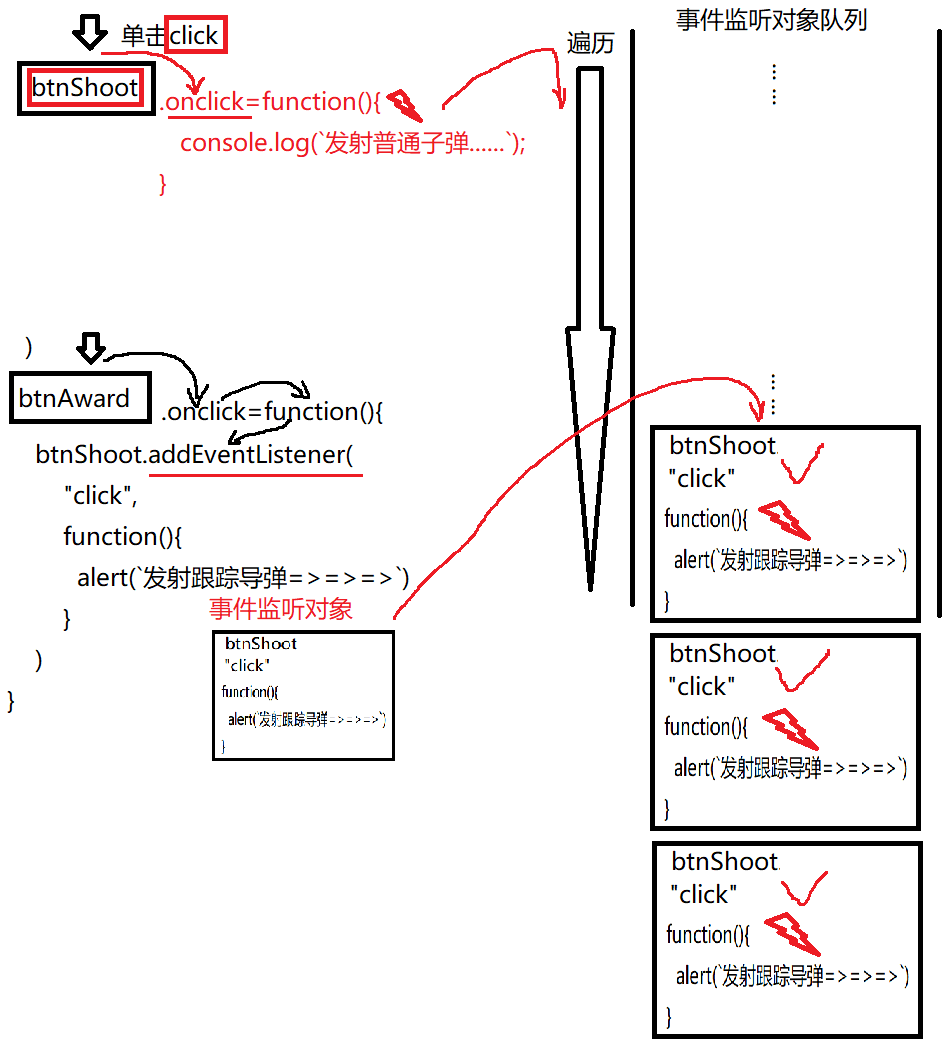 单击click
btnShoot
.onclick=function(){
console.log(`发射普通子弹......`);
}
)
btnAward
.onclick=function(){
btnShoot.addEventListener(
"click",
function(){
alert(`发射跟踪导弹=>=>=>`)
}
)
}
事件监听对象
btnShoot
"click"
function(){
alert(`发射跟踪导弹=>=>=>`)
}
遍历
事件监听对象队列
btnShoot.
"click"
function(){
alert(`发射跟踪导弹=>=>=>`)
}
btnShoot.
"click"
function(){
alert(`发射跟踪导弹=>=>=>`)
}
btnShoot.
"click"
function(){
alert(`发射跟踪导弹=>=>=>`)
}